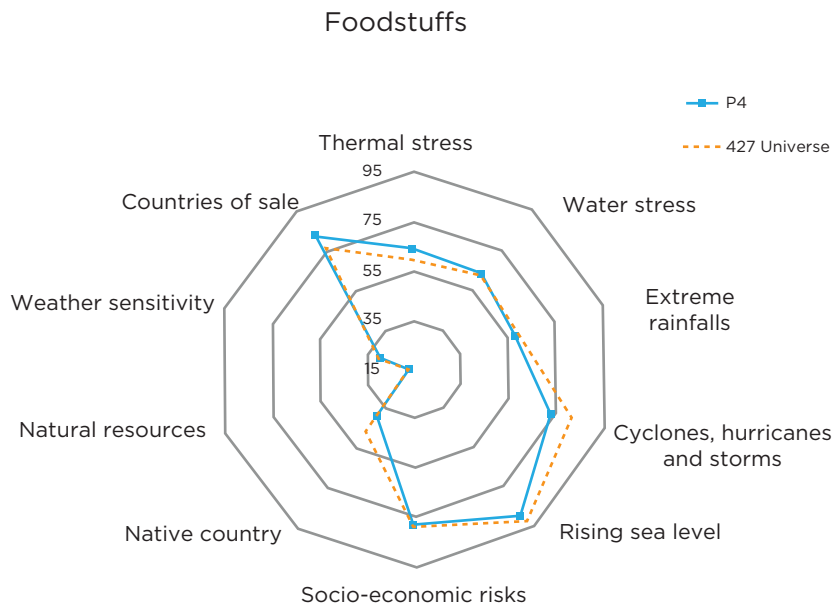 Foodstuffs
P4
427 Universe
Thermal stress
95
75
55
35
15
Water stress
Extreme
rainfalls
Cyclones, hurricanes
and storms
Rising sea level
Socio-economic risks
Native country
Natural resources
Weather sensitivity
Countries of sale